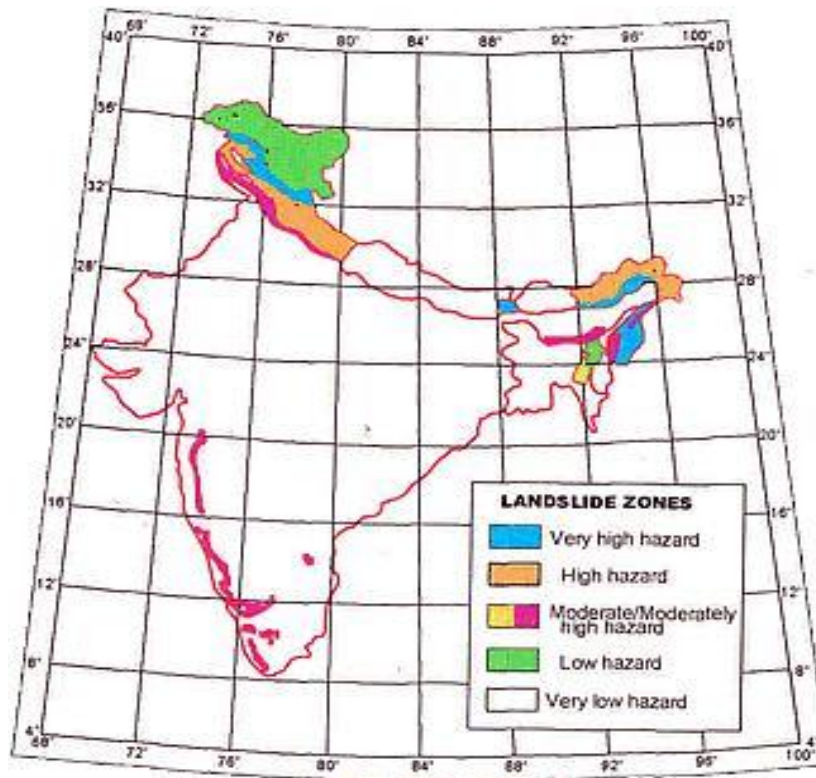 68° 72° 76° 80° 88° 92° 96° 100°
40° 40°
36° 36°
32° 32°
28° 28°
24° 24°
20° 20°
16° 16°
LANDSLIDE ZONES
Very high hazard
High hazard
12° 12°
Moderate/Moderately
high hazard
Low hazard
8° 8°
Very low hazard
4° 4°
68° 72° 76° 80° 84° 88° 92° 96° 100°